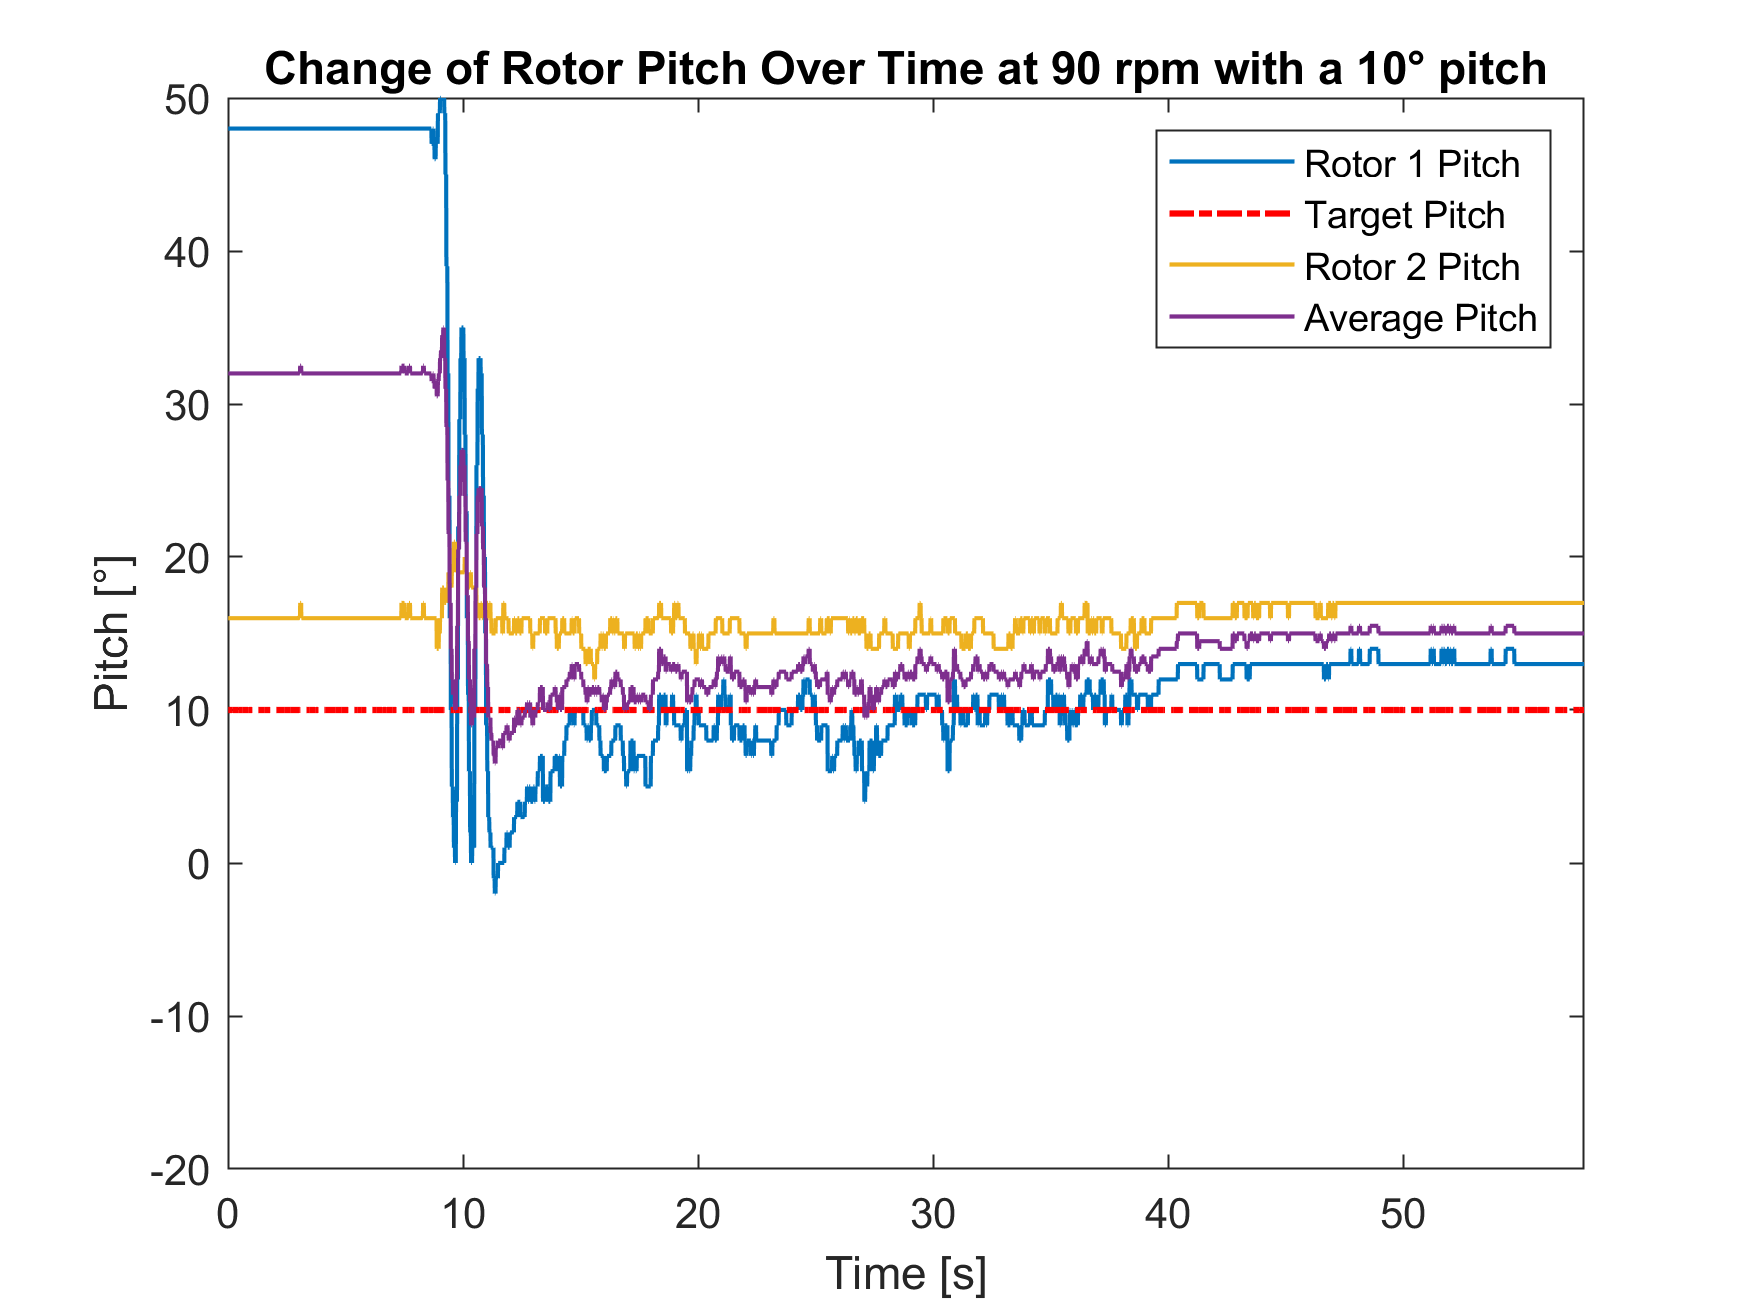 Change of Rotor Pitch Over Time at 90 rpm with a 10° pitch
50
40
30
20
10
0
-10
-20
Pitch [°]
Rotor 1 Pitch
Target Pitch
Rotor 2 Pitch
Average Pitch
0 10 20 30 40 50
Time [s]